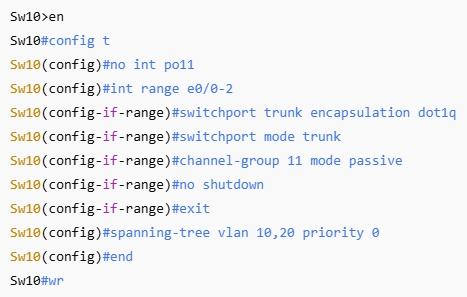 Sw10>en
Sw10#config t
Sw10(config)#no int po11
Sw10(config)#int range e0/0-2
Sw10(config-if-range)#switchport trunk encapsulation dot1q
Sw10(config-if-range)#switchport mode trunk
Sw10(config-if-range)#channel-group 11 mode passive
Sw10(config-if-range)#no shutdown
Sw10(config-if-range)#exit
Sw10(config)#spanning-tree vlan 10,20 priority 0
Sw10(config)#end
Sw10#wr